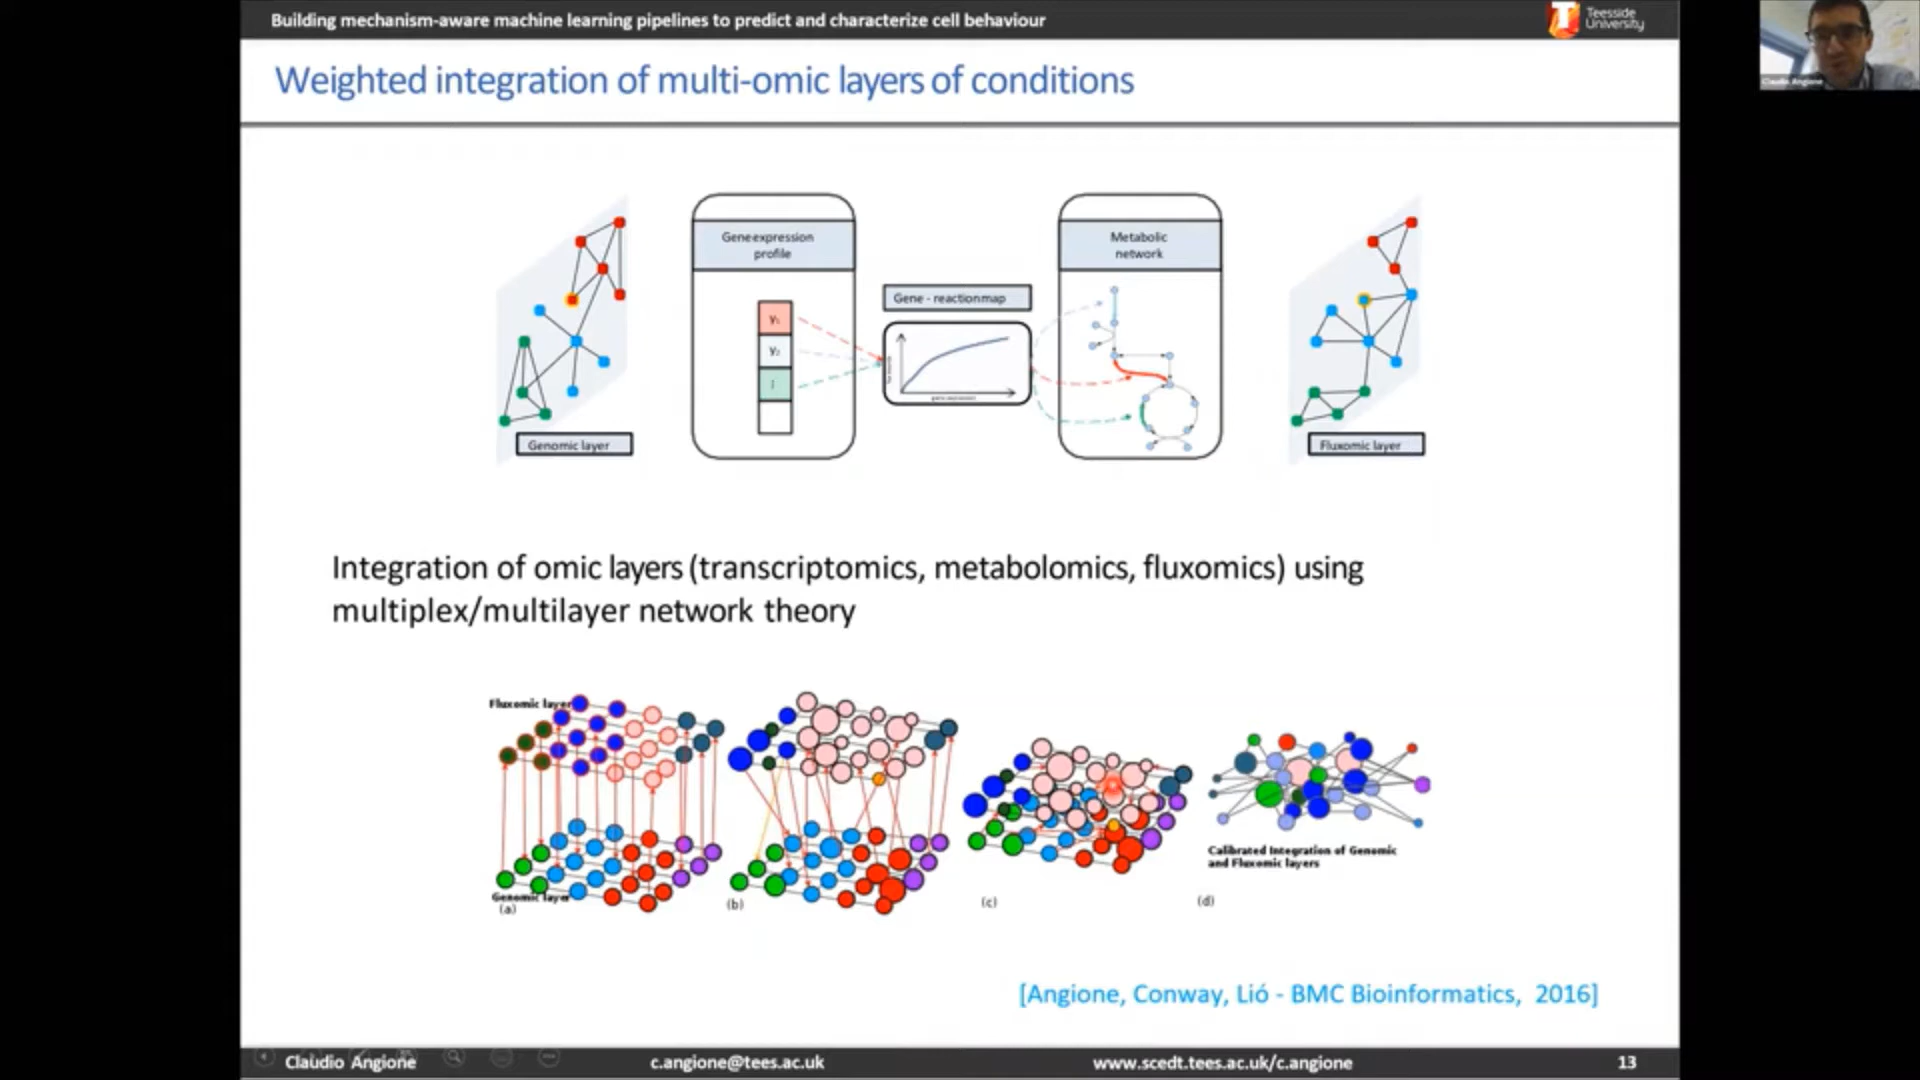 Building mechanism-aware machine learning pipelines to predict and characterize cell behaviour
Teesside
University
Claudio Angione
Weighted integration of multi-omic layers of conditions
Gene expression
profile
Metabolic
network
Gene - reaction map
y₁
y₂
⋮
gene expression
Genomic layer
Fluxomic layer
Integration of omic layers (transcriptomics, metabolomics, fluxomics) using
multiplex/multilayer network theory
Fluxomic layer
Genomic layer
(a)
(b)
(c)
(d)
Calibrated Integration of Genomic
and Fluxomic layers
[Angione, Conway, Lió - BMC Bioinformatics, 2016]
Claudio Angione
c.angione@tees.ac.uk
www.scedt.tees.ac.uk/c.angione
13